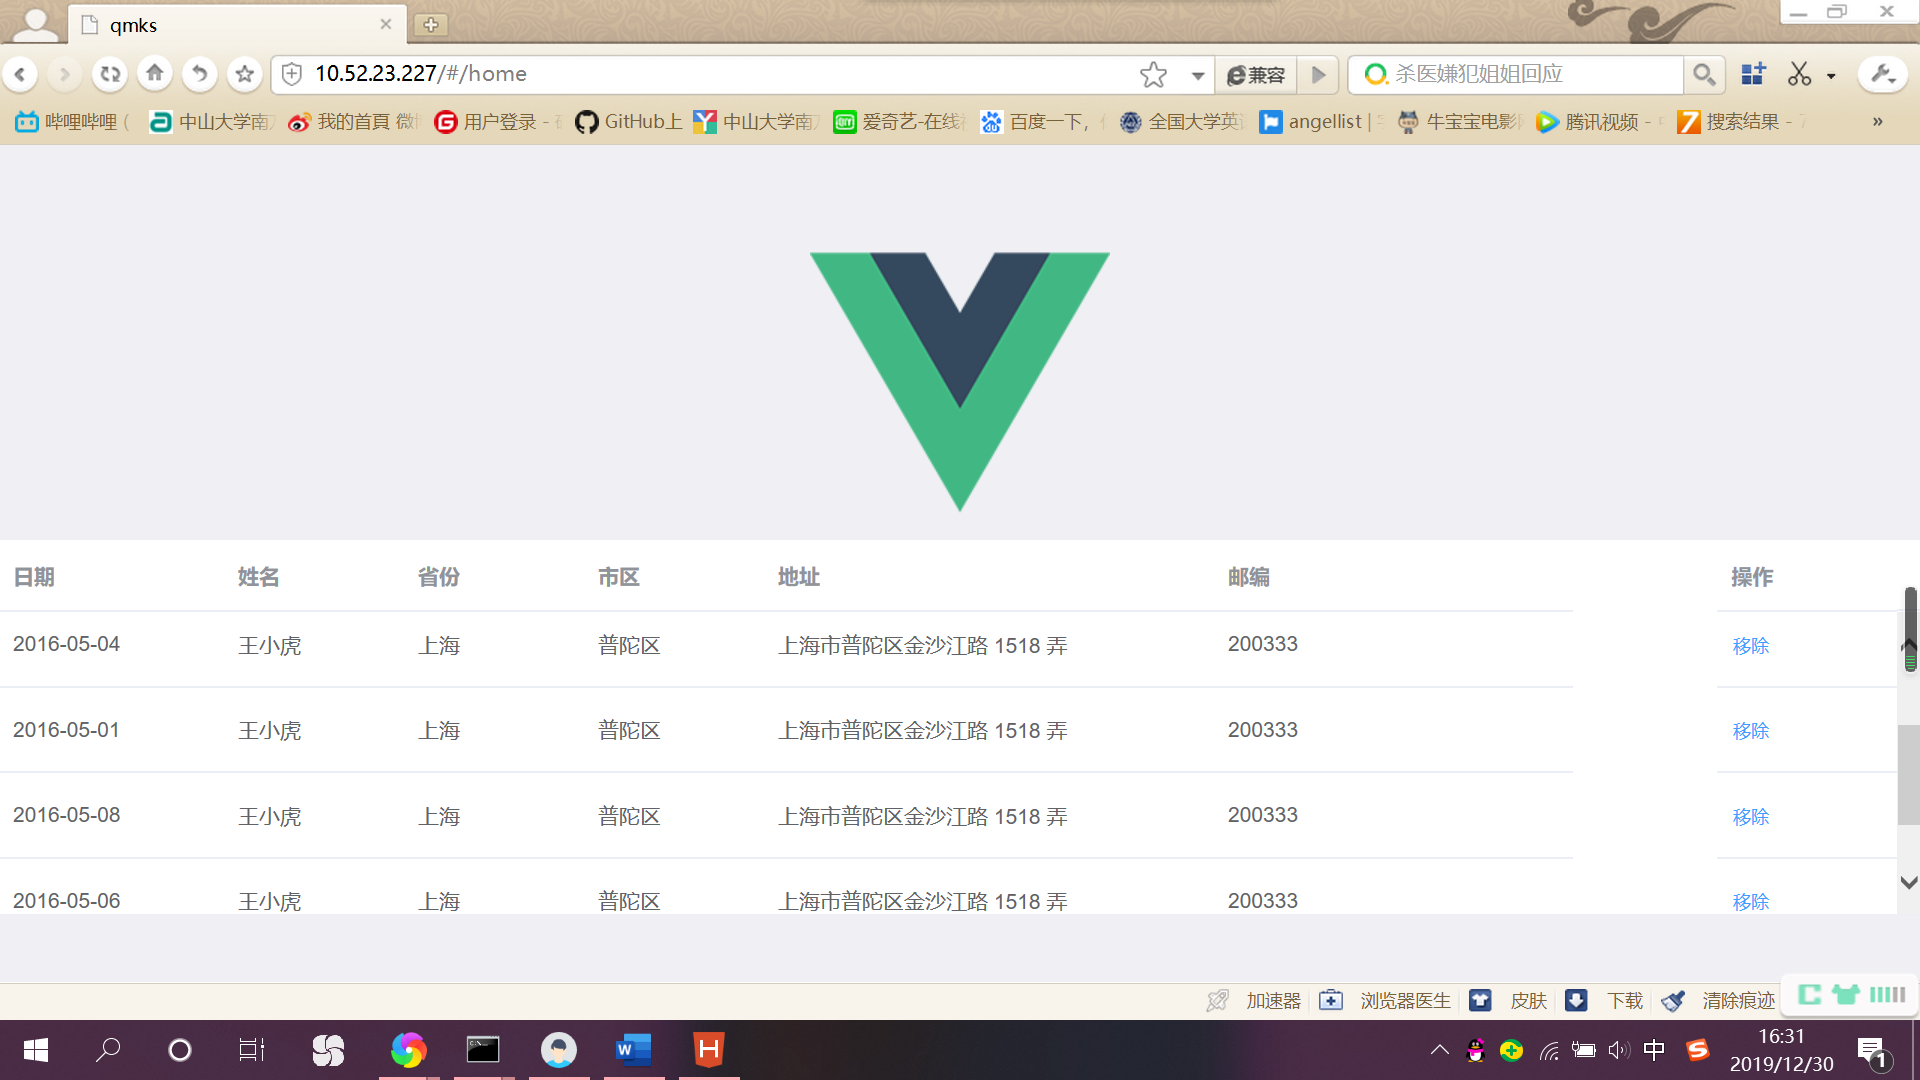 qmks
10.52.23.227/#/home
兼容
杀医嫌犯姐姐回应
哔哩哔哩 (
中山大学南
我的首頁 微
用户登录 -
GitHub上
中山大学南
爱奇艺-在线
百度一下，
全国大学英
angellist |
牛宝宝电影
腾讯视频 -
搜索结果 -
»
日期 姓名 省份 市区 地址 邮编 操作
2016-05-04 王小虎 上海 普陀区 上海市普陀区金沙江路 1518 弄 200333 移除
2016-05-01 王小虎 上海 普陀区 上海市普陀区金沙江路 1518 弄 200333 移除
2016-05-08 王小虎 上海 普陀区 上海市普陀区金沙江路 1518 弄 200333 移除
2016-05-06 王小虎 上海 普陀区 上海市普陀区金沙江路 1518 弄 200333 移除
加速器 浏览器医生 皮肤 下载 清除痕迹
中
16:31
2019/12/30
1